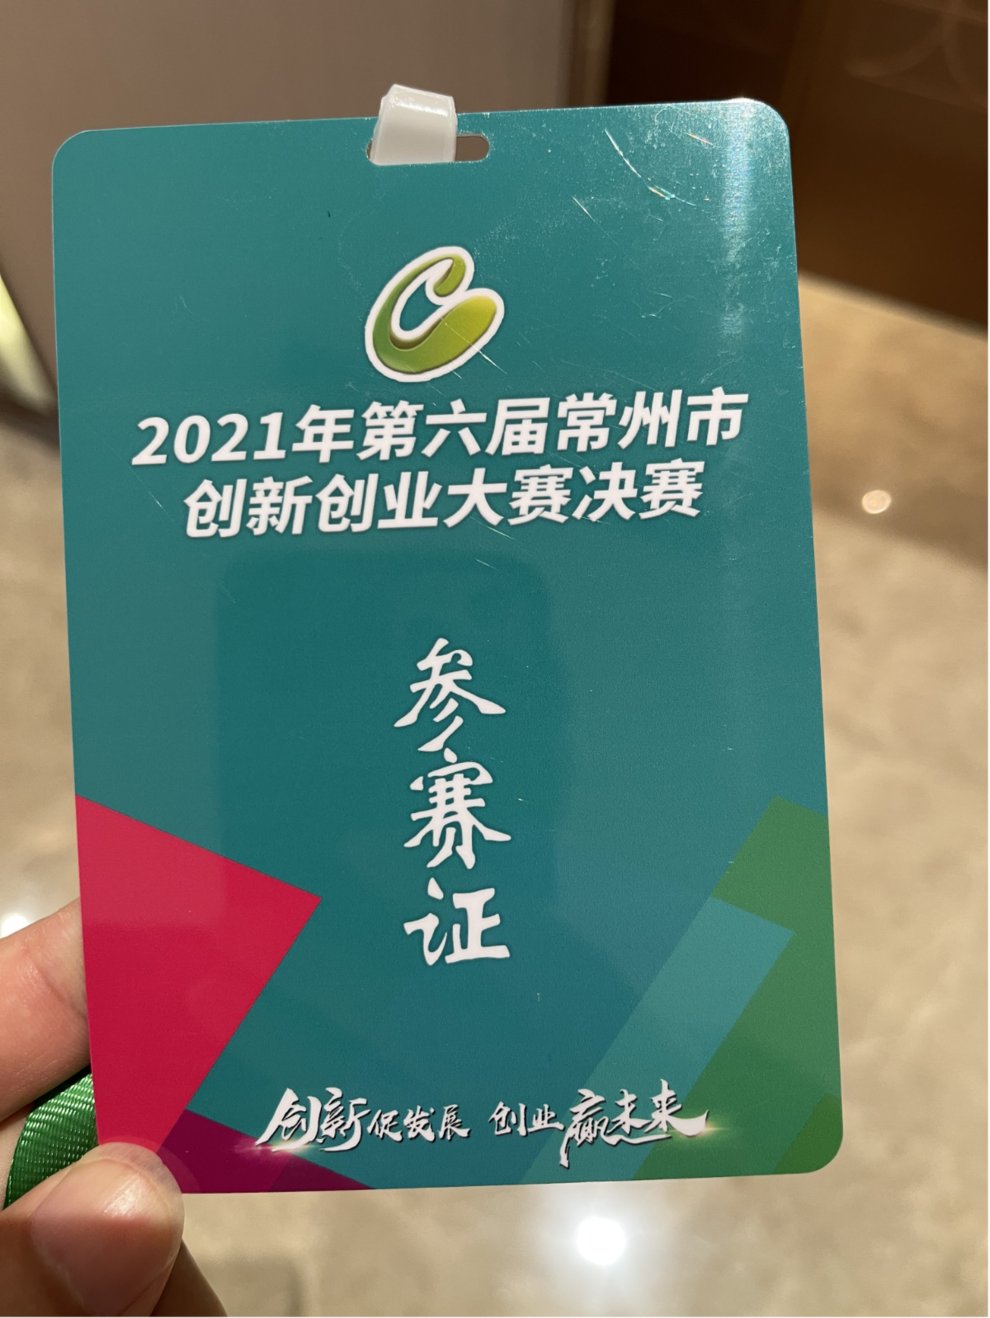 2021年第六届常州市
创新创业大赛决赛
参赛证
创新促发展 创业赢未来